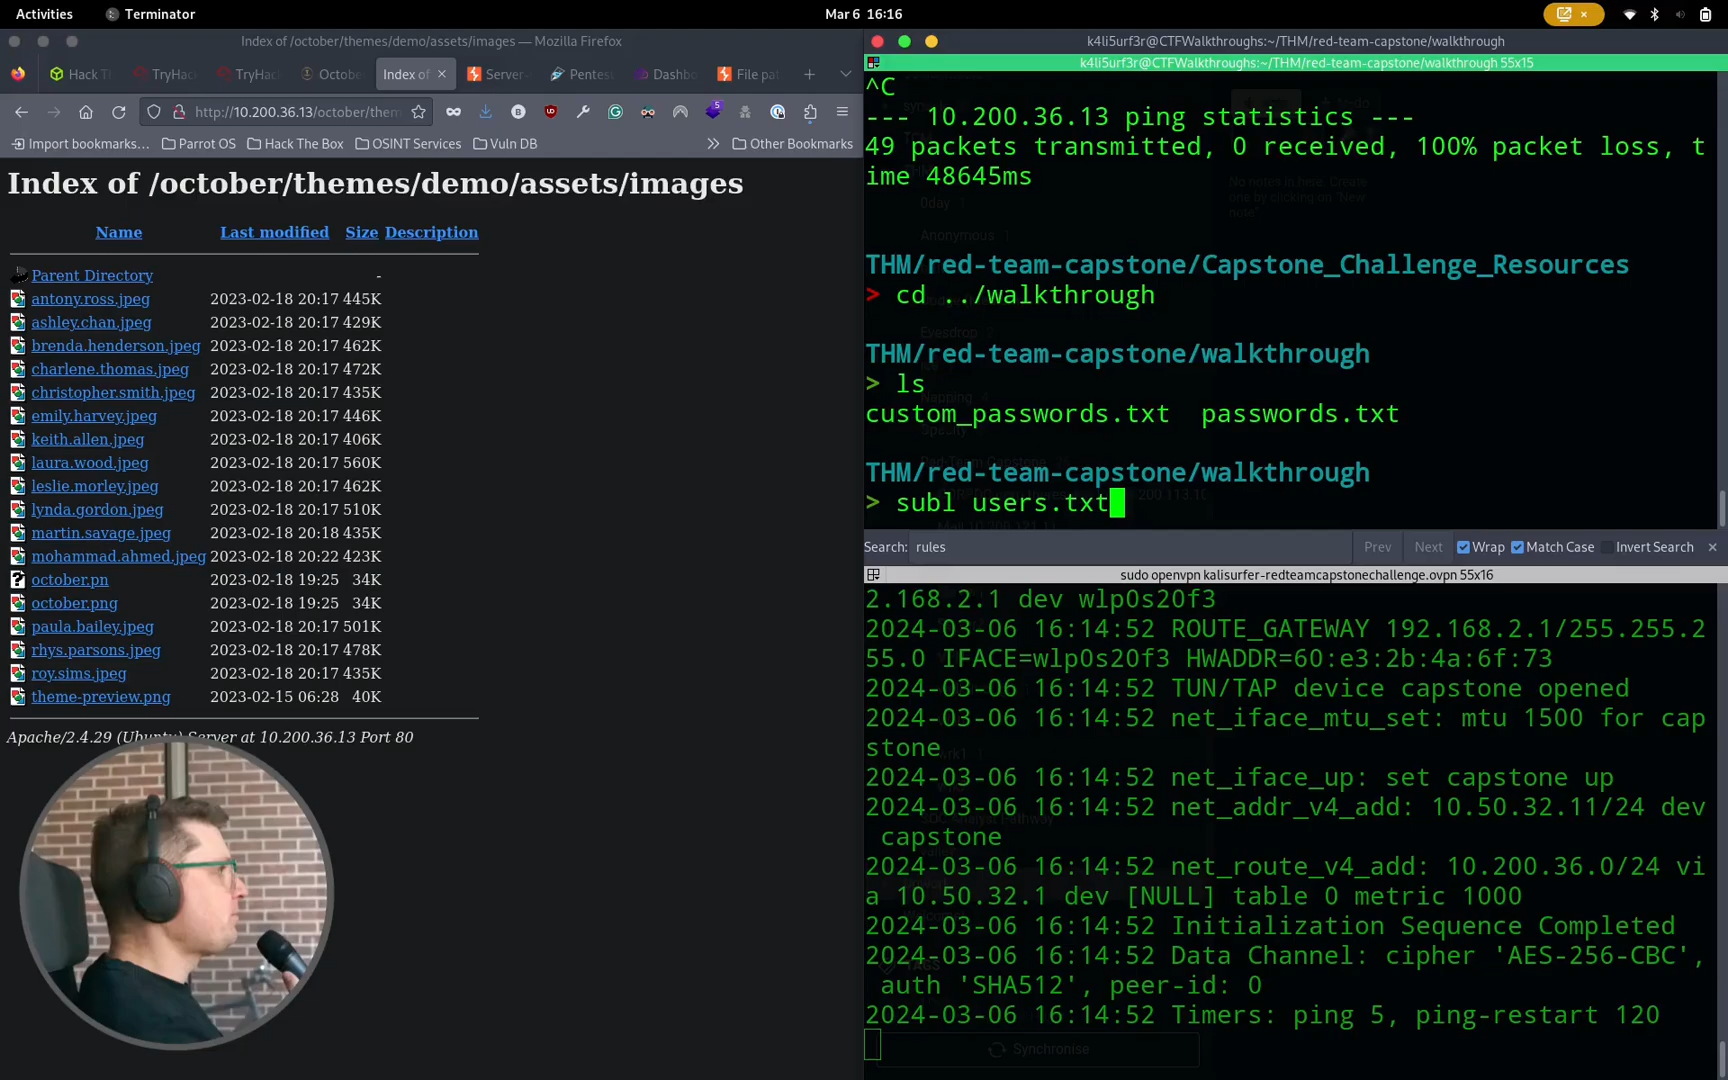 Activities
Terminator
Mar 6 16:16
Index of /october/themes/demo/assets/images — Mozilla Firefox
Hack T
TryHac
TryHac
Octobe
Index of
Server-
Pentes
Dashbo
File pat
http://10.200.36.13/october/them
5
Import bookmarks...
Parrot OS
Hack The Box
OSINT Services
Vuln DB
Other Bookmarks
Index of /october/themes/demo/assets/images
Name Last modified Size Description
Parent Directory -
antony.ross.jpeg 2023-02-18 20:17 445K
ashley.chan.jpeg 2023-02-18 20:17 429K
brenda.henderson.jpeg 2023-02-18 20:17 462K
charlene.thomas.jpeg 2023-02-18 20:17 472K
christopher.smith.jpeg 2023-02-18 20:17 435K
emily.harvey.jpeg 2023-02-18 20:17 446K
keith.allen.jpeg 2023-02-18 20:17 406K
laura.wood.jpeg 2023-02-18 20:17 560K
leslie.morley.jpeg 2023-02-18 20:17 462K
lynda.gordon.jpeg 2023-02-18 20:17 510K
martin.savage.jpeg 2023-02-18 20:18 435K
mohammad.ahmed.jpeg 2023-02-18 20:22 423K
october.pn 2023-02-18 19:25 34K
october.png 2023-02-18 19:25 34K
paula.bailey.jpeg 2023-02-18 20:17 501K
rhys.parsons.jpeg 2023-02-18 20:17 478K
roy.sims.jpeg 2023-02-18 20:17 435K
theme-preview.png 2023-02-15 06:28 40K
Apache/2.4.29 (Ubuntu) Server at 10.200.36.13 Port 80
k4li5urf3r@CTFWalkthroughs:~/THM/red-team-capstone/walkthrough
k4li5urf3r@CTFWalkthroughs:~/THM/red-team-capstone/walkthrough 55x15
^C
--- 10.200.36.13 ping statistics ---
49 packets transmitted, 0 received, 100% packet loss, t
ime 48645ms
THM/red-team-capstone/Capstone_Challenge_Resources
> cd ../walkthrough
THM/red-team-capstone/walkthrough
> ls
custom_passwords.txt passwords.txt
THM/red-team-capstone/walkthrough
> subl users.txt
Search: rules Prev Next Wrap Match Case Invert Search
sudo openvpn kalisurfer-redteamcapstonechallenge.ovpn 55x16
2.168.2.1 dev wlp0s20f3
2024-03-06 16:14:52 ROUTE_GATEWAY 192.168.2.1/255.255.2
55.0 IFACE=wlp0s20f3 HWADDR=60:e3:2b:4a:6f:73
2024-03-06 16:14:52 TUN/TAP device capstone opened
2024-03-06 16:14:52 net_iface_mtu_set: mtu 1500 for cap
stone
2024-03-06 16:14:52 net_iface_up: set capstone up
2024-03-06 16:14:52 net_addr_v4_add: 10.50.32.11/24 dev
capstone
2024-03-06 16:14:52 net_route_v4_add: 10.200.36.0/24 vi
a 10.50.32.1 dev [NULL] table 0 metric 1000
2024-03-06 16:14:52 Initialization Sequence Completed
2024-03-06 16:14:52 Data Channel: cipher 'AES-256-CBC',
auth 'SHA512', peer-id: 0
2024-03-06 16:14:52 Timers: ping 5, ping-restart 120
Synchronise